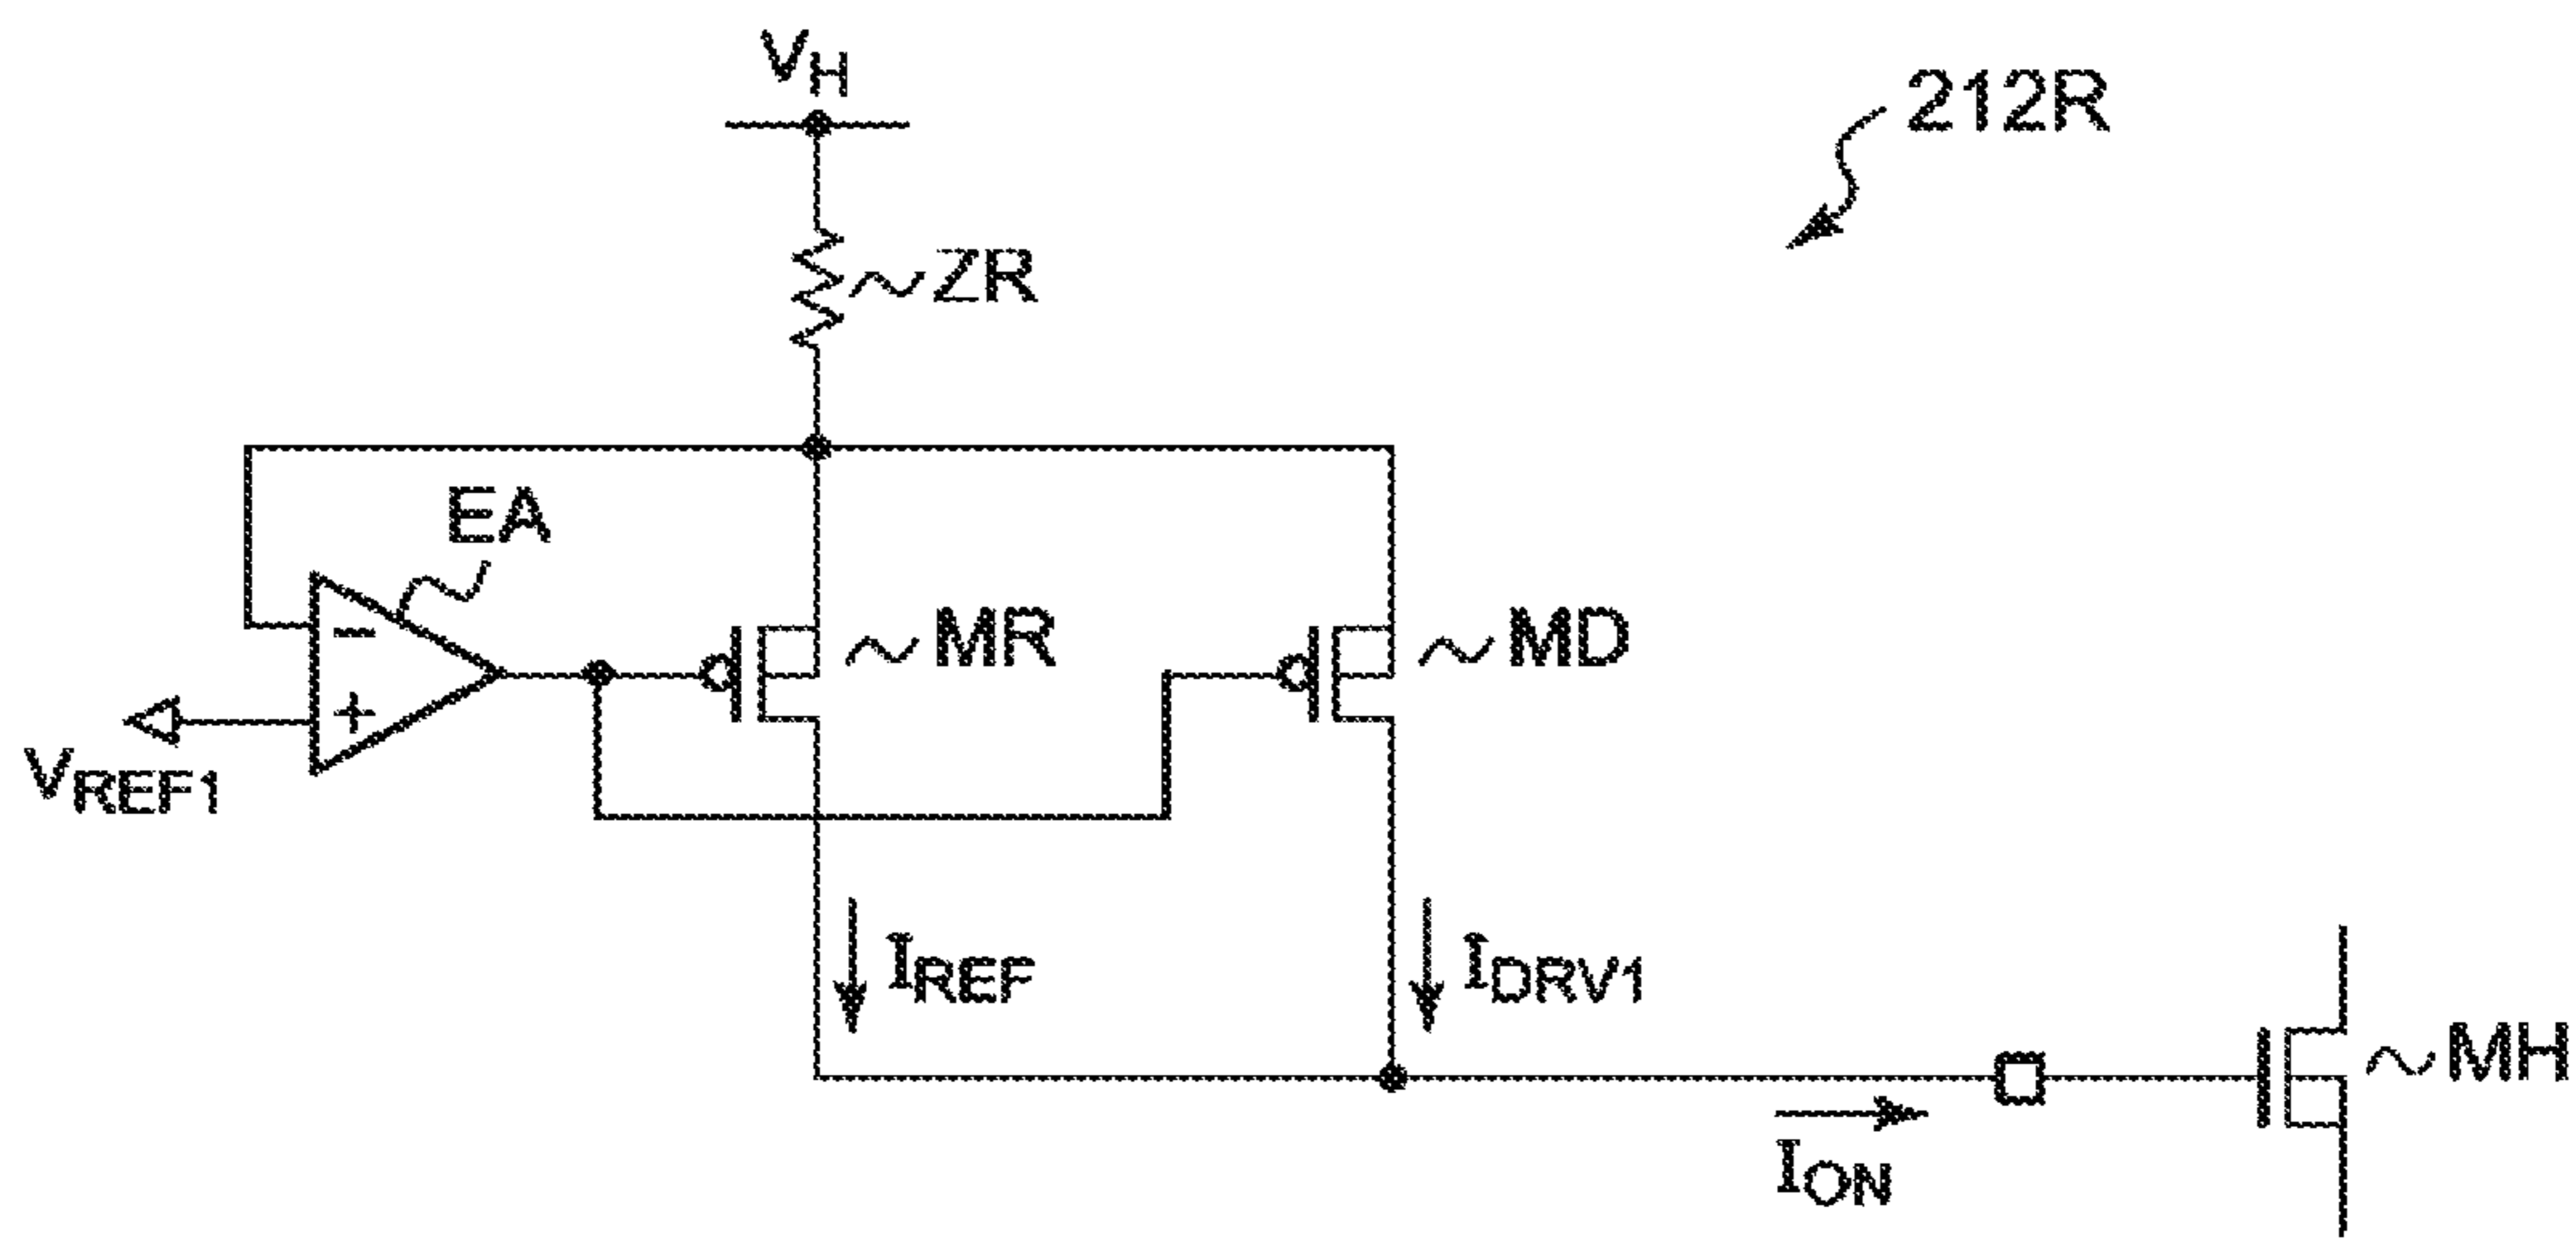 VH
212R
ZR
EA
MR
MD
−
+
VREF1
IREF
IDRV1
MH
ION